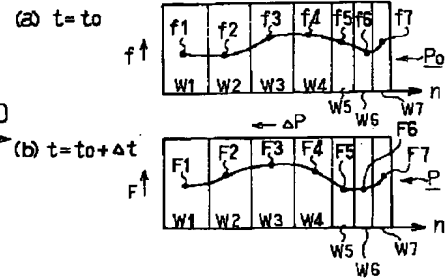 (a) t=to
f1 f2 f3 f4 f5 f6 f7
f
Po
W1 W2 W3 W4
n
W5 W6 W7
(b) t=to+Δt
← ΔP
F1 F2 F3 F4 F5 F6 F7
F
P
W1 W2 W3 W4
n
W5 W6 W7